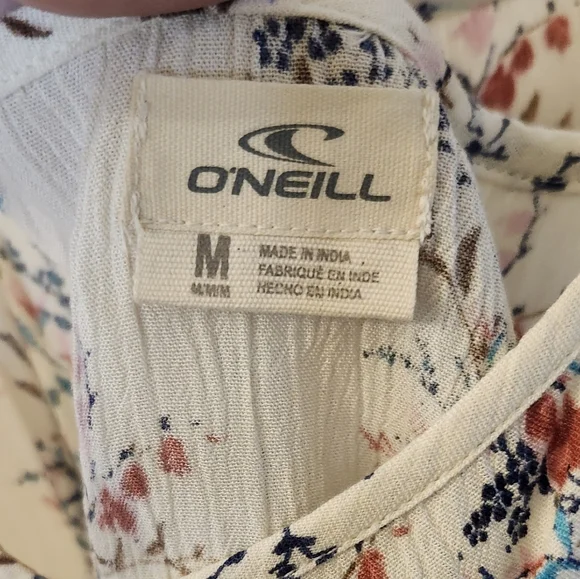 O'NEILL
M
M/M/M
MADE IN INDIA
FABRIQUÉ EN INDE
HECHO EN INDIA